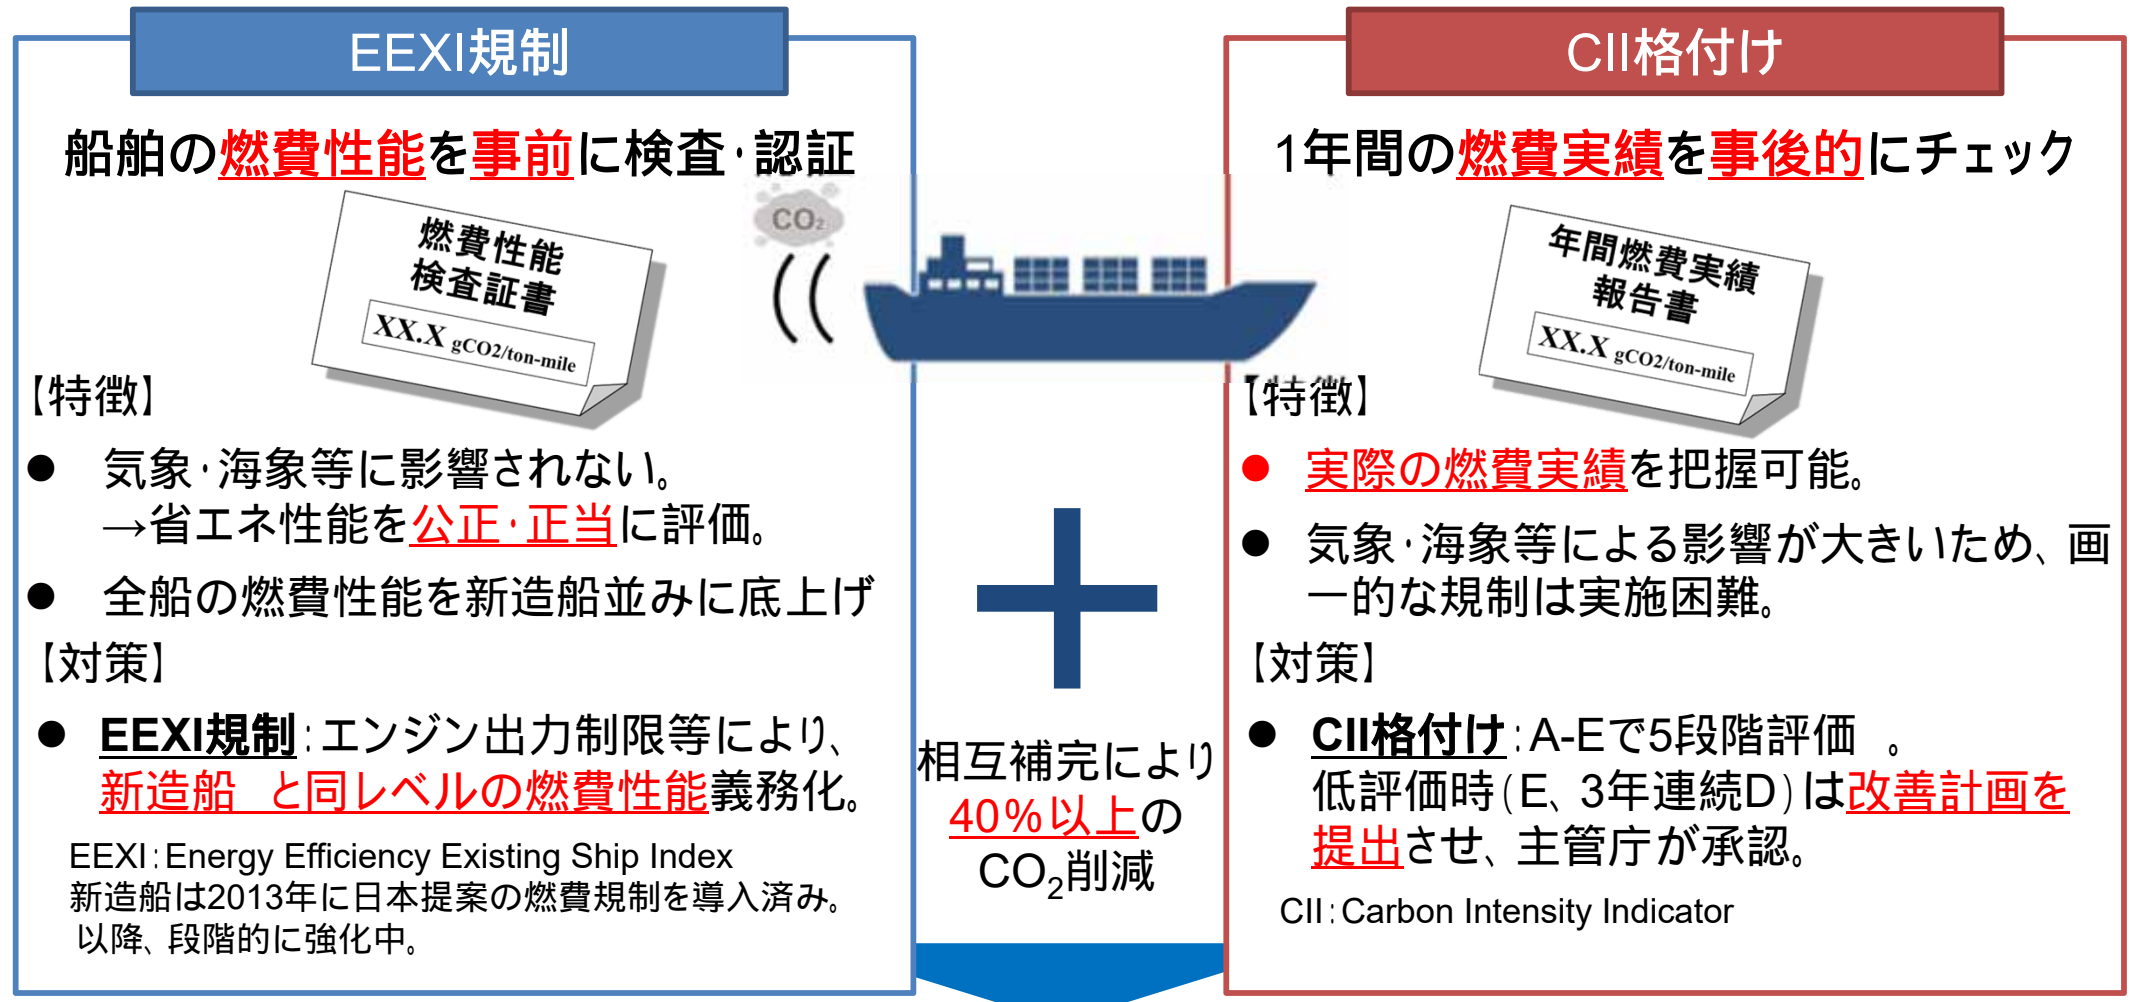 EEXI規制
船舶の燃費性能を事前に検査・認証
CO2
燃費性能
検査証書
XX.X gCO2/ton-mile
【特徴】
● 気象・海象等に影響されない。
→省エネ性能を公正・正当に評価。
● 全船の燃費性能を新造船並みに底上げ
【対策】
● EEXI規制：エンジン出力制限等により、
新造船 と同レベルの燃費性能義務化。
EEXI：Energy Efficiency Existing Ship Index
新造船は2013年に日本提案の燃費規制を導入済み。
以降、段階的に強化中。
相互補完により
40%以上の
CO2削減
CII格付け
1年間の燃費実績を事後的にチェック
年間燃費実績
報告書
XX.X gCO2/ton-mile
【特徴】
● 実際の燃費実績を把握可能。
● 気象・海象等による影響が大きいため、画
一的な規制は実施困難。
【対策】
● CII格付け：A-Eで5段階評価 。
低評価時(E、3年連続D)は改善計画を
提出させ、主管庁が承認。
CII：Carbon Intensity Indicator